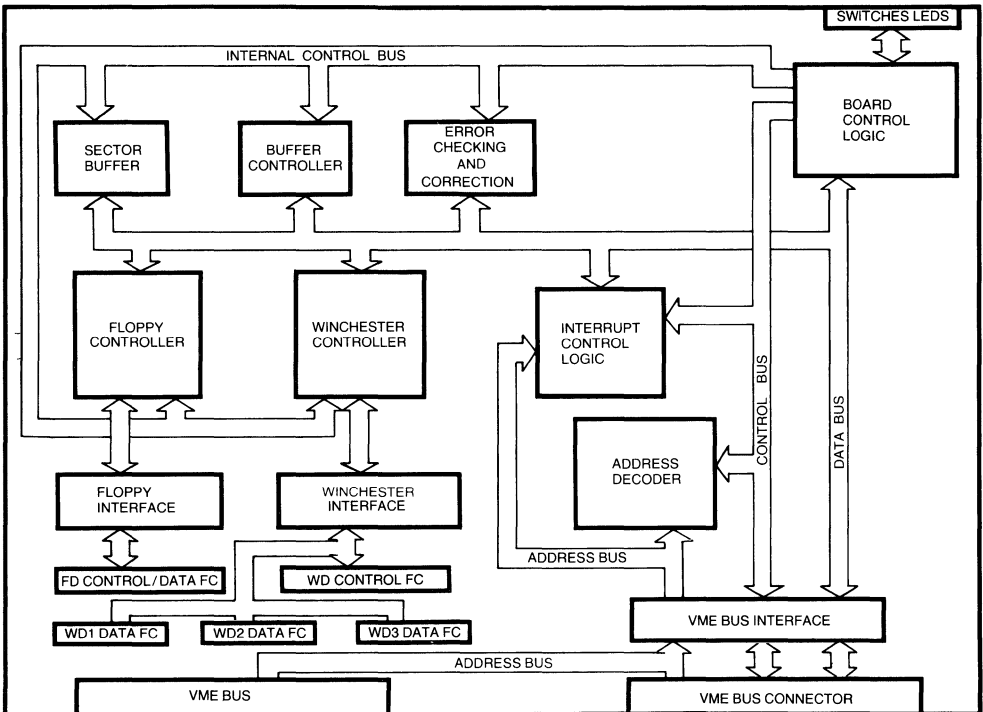 SWITCHES LEDS
INTERNAL CONTROL BUS
BOARD
CONTROL
LOGIC
SECTOR
BUFFER
BUFFER
CONTROLLER
ERROR
CHECKING
AND
CORRECTION
FLOPPY
CONTROLLER
WINCHESTER
CONTROLLER
INTERRUPT
CONTROL
LOGIC
CONTROL BUS
DATA BUS
ADDRESS
DECODER
FLOPPY
INTERFACE
WINCHESTER
INTERFACE
ADDRESS BUS
FD CONTROL/DATA FC
WD CONTROL FC
WD1 DATA FC
WD2 DATA FC
WD3 DATA FC
VME BUS INTERFACE
ADDRESS BUS
VME BUS
VME BUS CONNECTOR